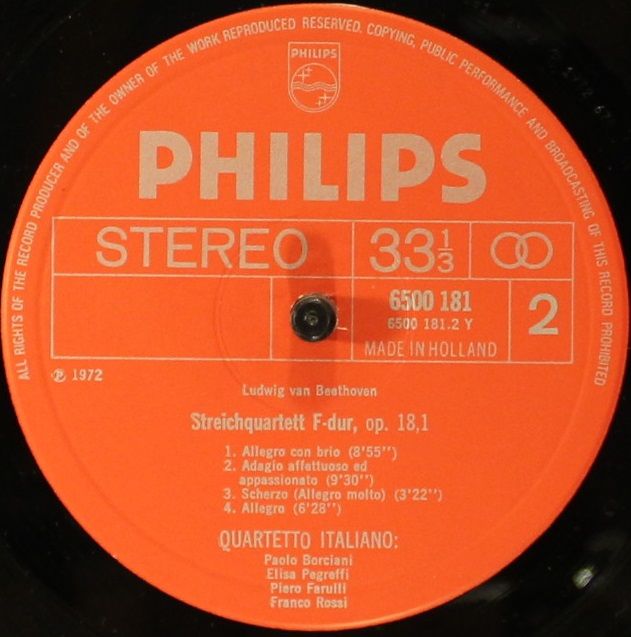 ALL RIGHTS OF THE RECORD PRODUCER AND OF THE OWNER OF THE WORK REPRODUCED RESERVED. COPYING, PUBLIC PERFORMANCE AND BROADCASTING OF THIS RECORD PROHIBITED
PHILIPS
PHILIPS
STEREO 33 1/3
6500 181
6500 181.2 Y
2
MADE IN HOLLAND
℗ 1972
Ludwig van Beethoven
Streichquartett F-dur, op. 18,1
1. Allegro con brio (8'55'')
2. Adagio affettuoso ed
appassionato (9'30'')
3. Scherzo (Allegro molto) (3'22'')
4. Allegro (6'28'')
QUARTETTO ITALIANO:
Paolo Borciani
Elisa Pegreffi
Piero Farulli
Franco Rossi